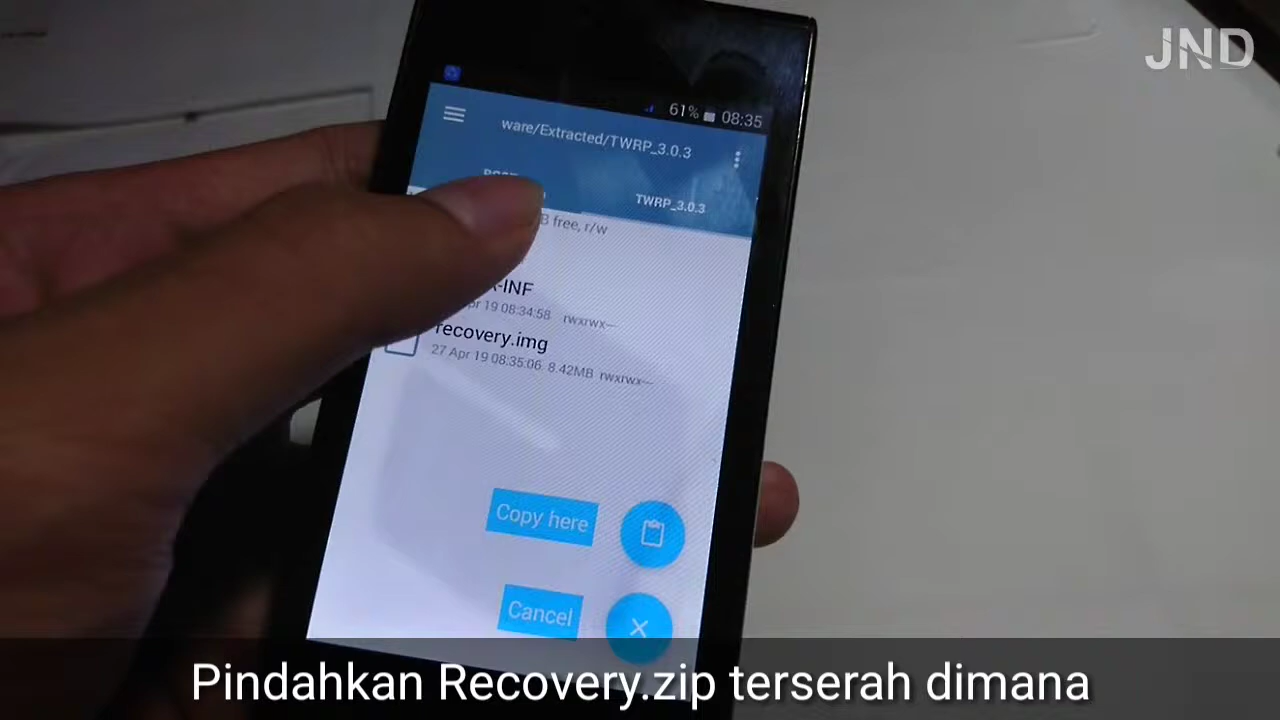 JND
61% 08:35
ware/Extracted/TWRP_3.0.3
TWRP_3.0.3
free, r/w
-INF
19 08:34:58 rwxrwx---
recovery.img
27 Apr 19 08:35:06 8.42MB rwxrwx---
Copy here
Cancel
Pindahkan Recovery.zip terserah dimana